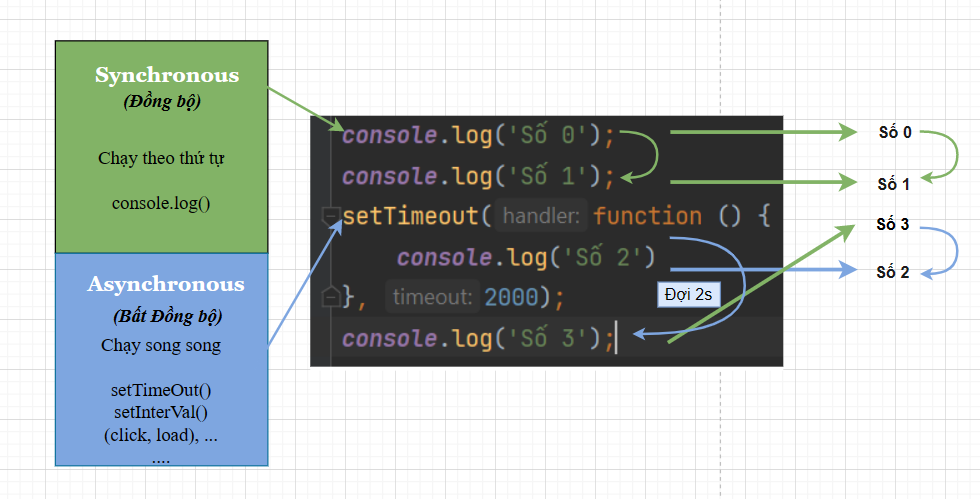 Synchronous
(Đồng bộ)
Chạy theo thứ tự
console.log()
Asynchronous
(Bất Đồng bộ)
Chạy song song
setTimeOut()
setInterVal()
(click, load), ...
....
console.log('Số 0');
console.log('Số 1');
setTimeout( handler: function () {
console.log('Số 2')
}, timeout: 2000);
console.log('Số 3');
Đợi 2s
Số 0
Số 1
Số 3
Số 2